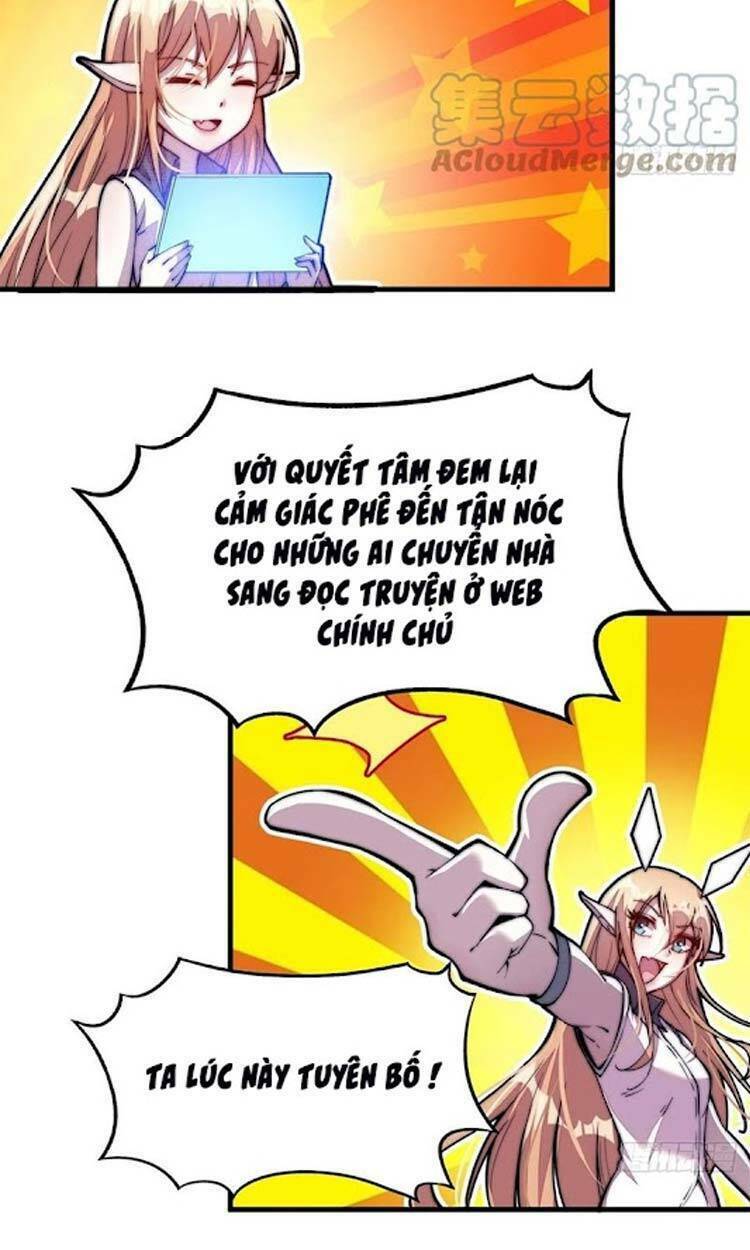 集云数据
AcloudMerge.com
VỚI QUYẾT TÂM ĐEM LẠI
CẢM GIÁC PHÊ ĐẾN TẬN NÓC
CHO NHỮNG AI CHUYỂN NHÀ
SANG ĐỌC TRUYỆN Ở WEB
CHÍNH CHỦ
TA LÚC NÀY TUYÊN BỐ !